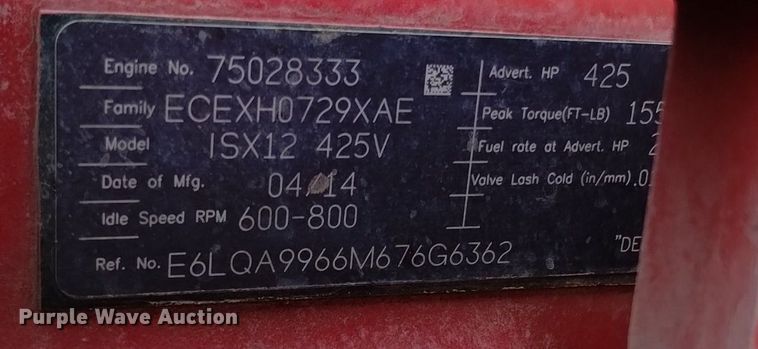 Engine No. 75028333
Family ECEXH0729XAE
Model ISX12 425V
Date of Mfg. 04/14
Idle Speed RPM 600-800
Ref. No. E6LQA9966M676G6362
Advert. HP 425
Peak Torque(FT-LB) 155
Fuel rate at Advert. HP
Valve Lash Cold (in/mm) .0
"DE
Purple Wave Auction